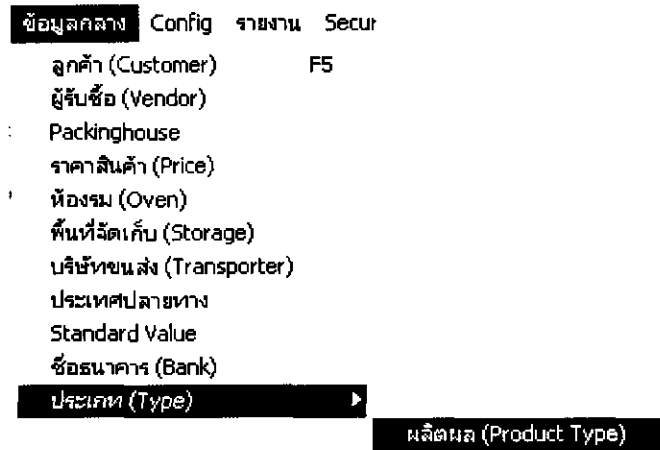 ข้อมูลกลาง Config รายงาน Secur
ลูกค้า (Customer) F5
ผู้รับซื้อ (Vendor)
Packinghouse
ราคาสินค้า (Price)
ห้องรม (Oven)
พื้นที่จัดเก็บ (Storage)
บริษัทขนส่ง (Transporter)
ประเทศปลายทาง
Standard Value
ชื่อธนาคาร (Bank)
ประเภท (Type)
ผลิตผล (Product Type)